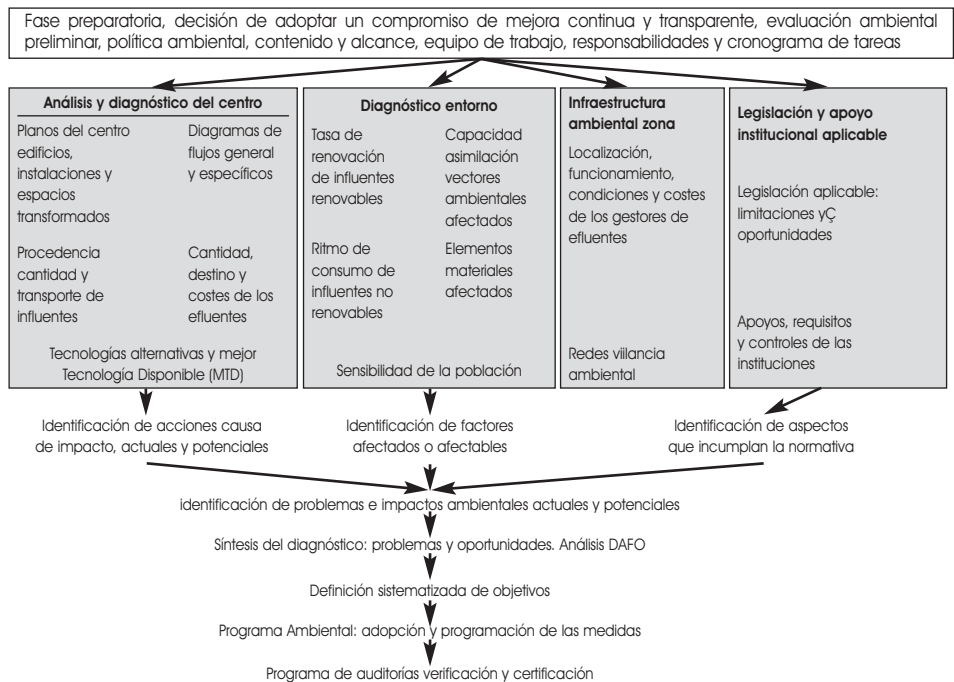 Fase preparatoria, decisión de adoptar un compromiso de mejora continua y transparente, evaluación ambiental
preliminar, política ambiental, contenido y alcance, equipo de trabajo, responsabilidades y cronograma de tareas
Análisis y diagnóstico del centro
Planos del centro
edificios,
instalaciones y
espacios
transformados
Diagramas de
flujos general
y específicos
Procedencia
cantidad y
transporte de
influentes
Cantidad,
destino y
costes de los
efluentes
Tecnologías alternativas y mejor
Tecnología Disponible (MTD)
Diagnóstico entorno
Tasa de
renovación
de influentes
renovables
Capacidad
asimilación
vectores
ambientales
afectados
Ritmo de
consumo de
influentes no
renovables
Elementos
materiales
afectados
Sensibilidad de la población
Infraestructura
ambiental zona
Localización,
funcionamiento,
condiciones y costes
de los gestores de
efluentes
Redes viilancia
ambiental
Legislación y apoyo
institucional aplicable
Legislación aplicable:
limitaciones yÇ
oportunidades
Apoyos, requisitos
y controles de las
instituciones
Identificación de acciones causa
de impacto, actuales y potenciales
Identificación de factores
afectados o afectables
Identificación de aspectos
que incumplan la normativa
identificación de problemas e impactos ambientales actuales y potenciales
Síntesis del diagnóstico: problemas y oportunidades. Análisis DAFO
Definición sistematizada de objetivos
Programa Ambiental: adopción y programación de las medidas
Programa de auditorías verificación y certificación